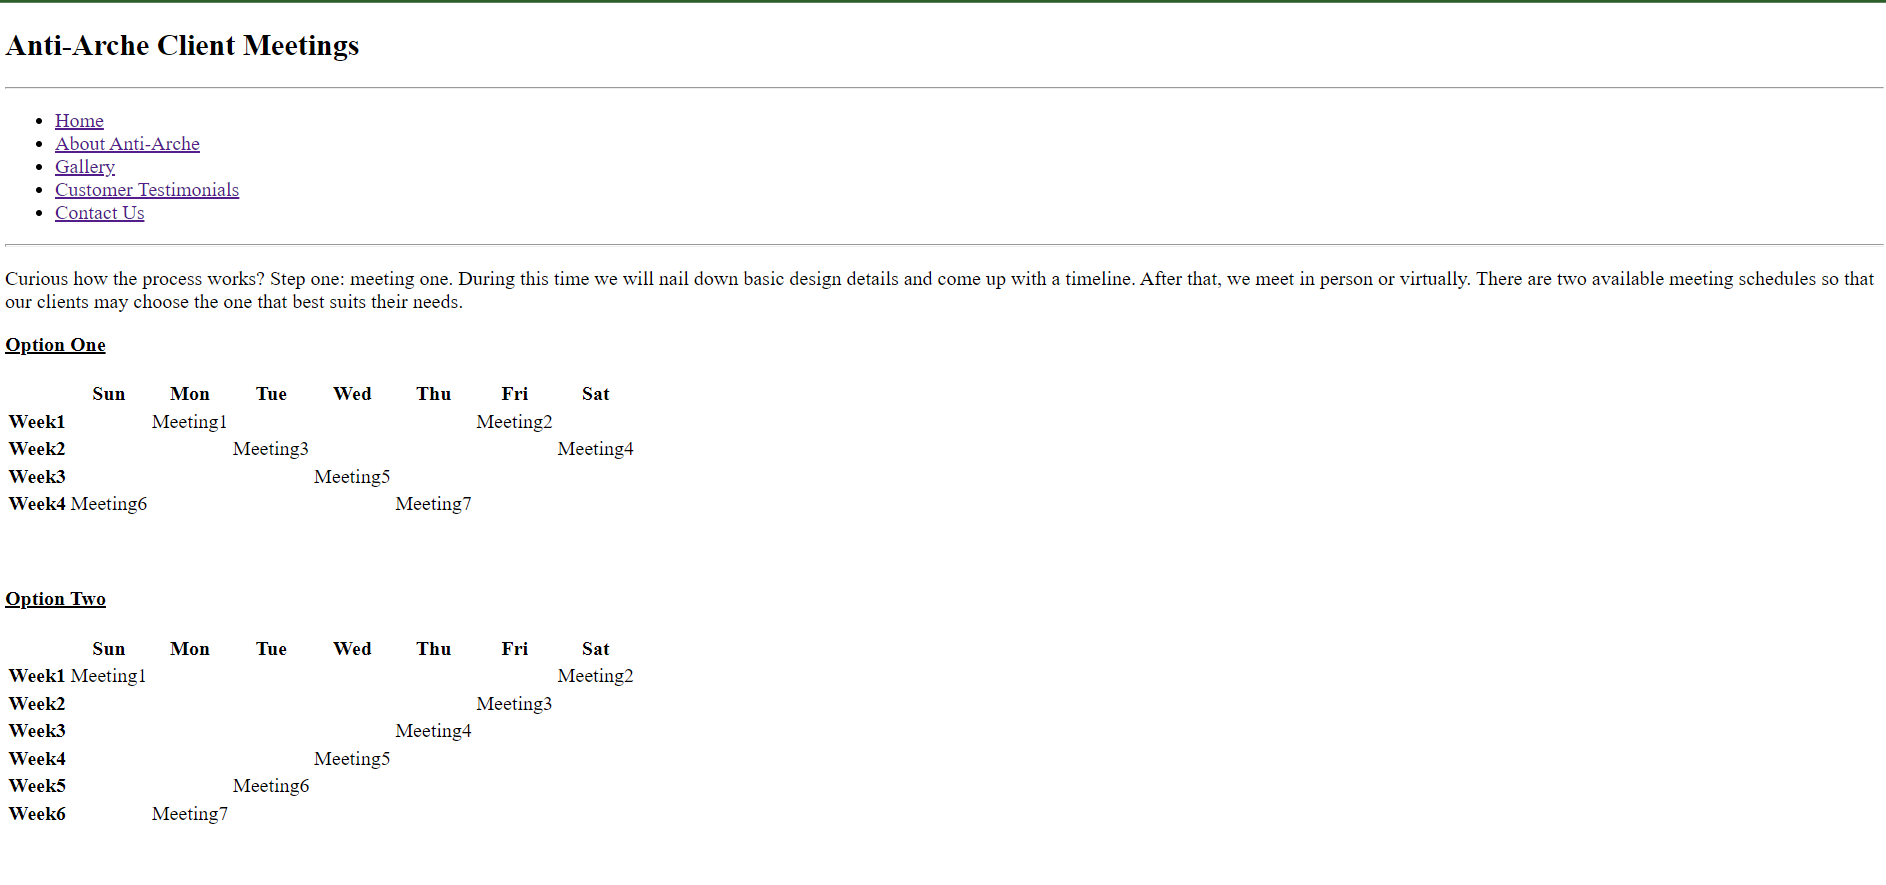 Anti-Arche Client Meetings
Home
About Anti-Arche
Gallery
Customer Testimonials
Contact Us
Curious how the process works? Step one: meeting one. During this time we will nail down basic design details and come up with a timeline. After that, we meet in person or virtually. There are two available meeting schedules so that
our clients may choose the one that best suits their needs.
Option One
Sun Mon Tue Wed Thu Fri Sat
Week1 Meeting1 Meeting2
Week2 Meeting3 Meeting4
Week3 Meeting5
Week4 Meeting6 Meeting7
Option Two
Sun Mon Tue Wed Thu Fri Sat
Week1 Meeting1 Meeting2
Week2 Meeting3
Week3 Meeting4
Week4 Meeting5
Week5 Meeting6
Week6 Meeting7